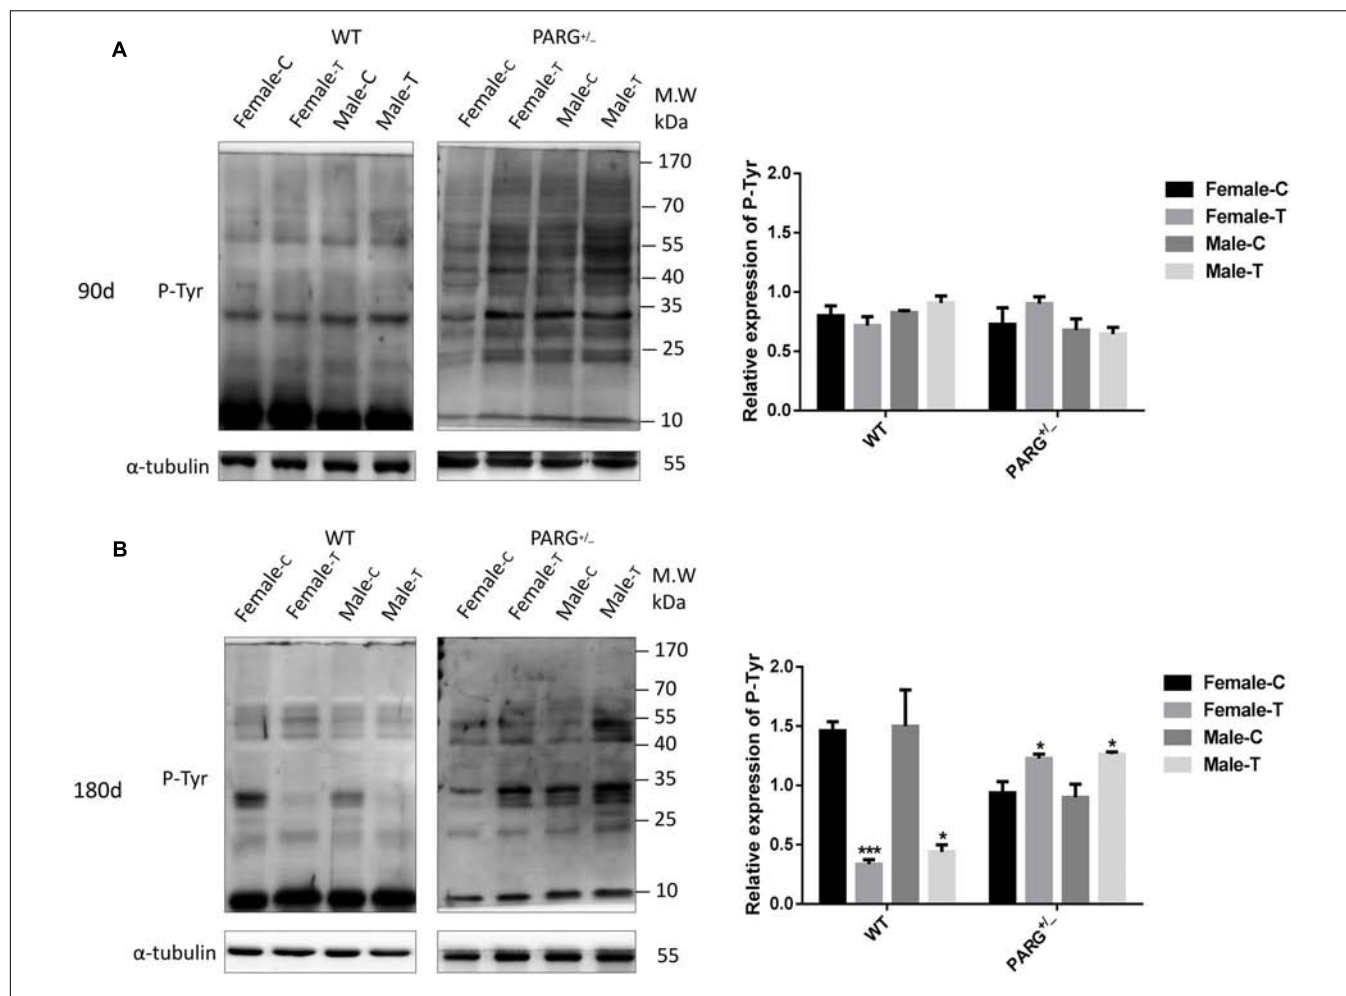 A
WT
PARG+/-
Female-C
Female-T
Male-C
Male-T
Female-C
Female-T
Male-C
Male-T
M.W
kDa
170
70
55
40
35
25
10
90d
P-Tyr
α-tubulin
55
Relative expression of P-Tyr
2.0
1.5
1.0
0.5
0.0
WT
PARG+/-
Female-C
Female-T
Male-C
Male-T
B
WT
PARG+/-
Female-C
Female-T
Male-C
Male-T
Female-C
Female-T
Male-C
Male-T
M.W
kDa
170
70
55
40
35
25
10
180d
P-Tyr
α-tubulin
55
Relative expression of P-Tyr
2.0
1.5
1.0
0.5
0.0
***
*
*
*
WT
PARG+/-
Female-C
Female-T
Male-C
Male-T